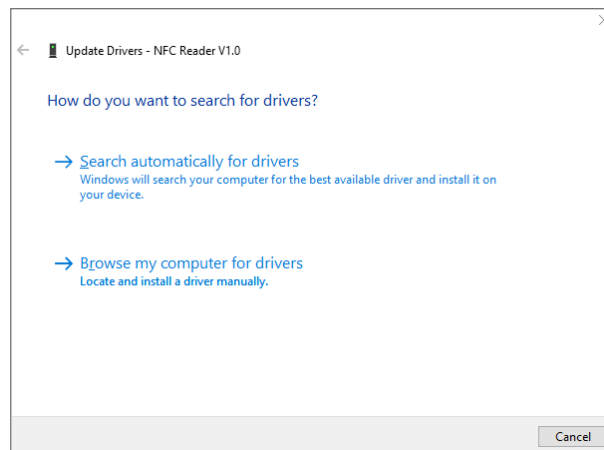 Update Drivers - NFC Reader V1.0
How do you want to search for drivers?
Search automatically for drivers
Windows will search your computer for the best available driver and install it on
your device.
Browse my computer for drivers
Locate and install a driver manually.
Cancel